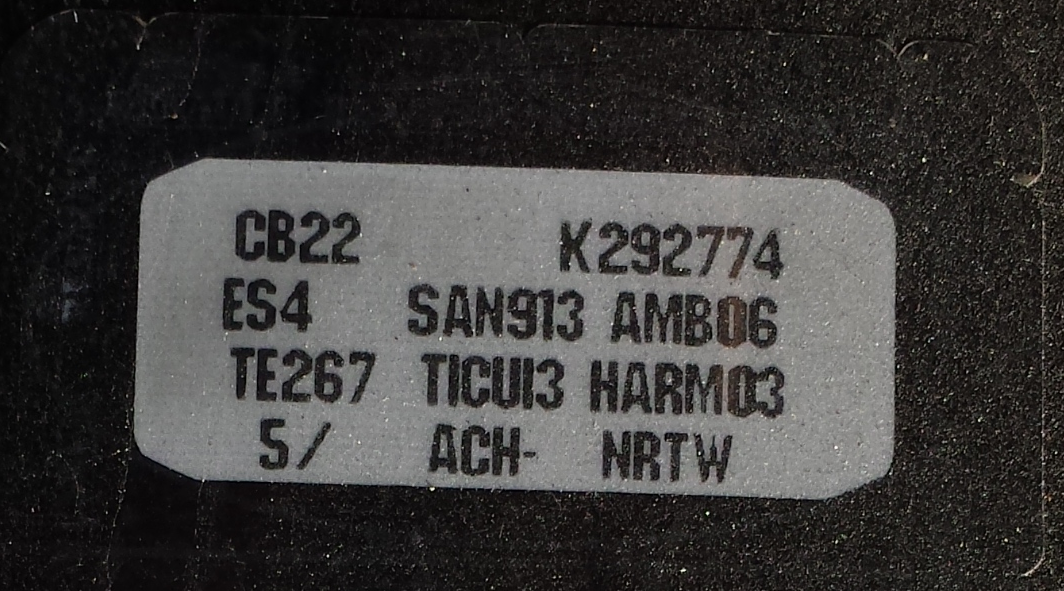 CB22 K292774
ES4 SAN913 AMB06
TE267 TICUI3 HARM03
5/ ACH- NRTW